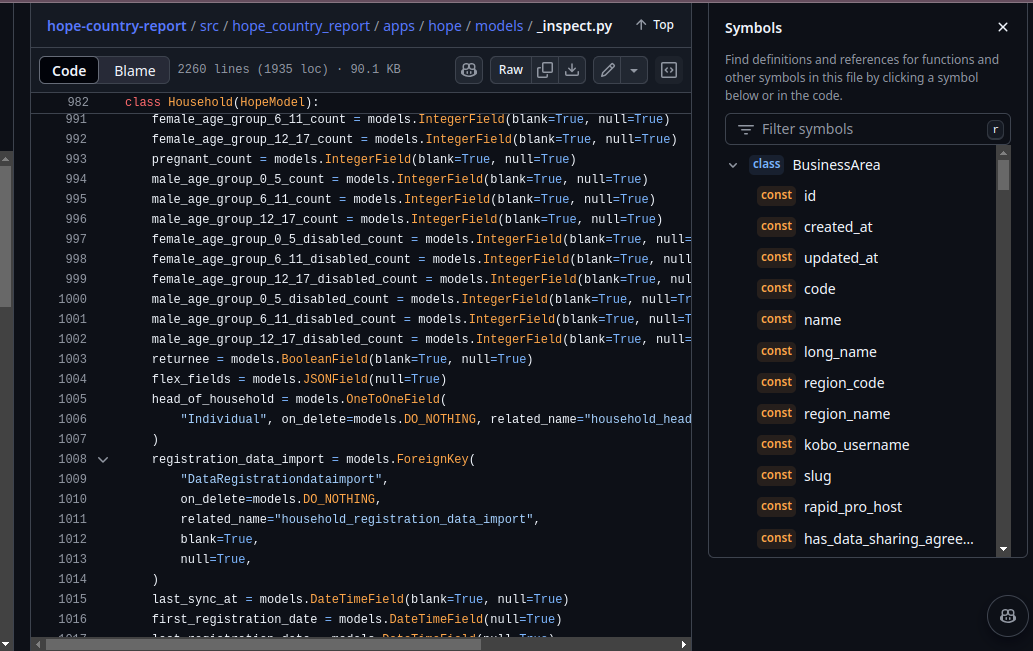 hope-country-report / src / hope_country_report / apps / hope / models / _inspect.py
Top
Code Blame 2260 lines (1935 loc) · 90.1 KB
Raw
982 class Household(HopeModel):
991 female_age_group_6_11_count = models.IntegerField(blank=True, null=True)
992 female_age_group_12_17_count = models.IntegerField(blank=True, null=True)
993 pregnant_count = models.IntegerField(blank=True, null=True)
994 male_age_group_0_5_count = models.IntegerField(blank=True, null=True)
995 male_age_group_6_11_count = models.IntegerField(blank=True, null=True)
996 male_age_group_12_17_count = models.IntegerField(blank=True, null=True)
997 female_age_group_0_5_disabled_count = models.IntegerField(blank=True, null=
998 female_age_group_6_11_disabled_count = models.IntegerField(blank=True, null
999 female_age_group_12_17_disabled_count = models.IntegerField(blank=True, nul
1000 male_age_group_0_5_disabled_count = models.IntegerField(blank=True, null=Tr
1001 male_age_group_6_11_disabled_count = models.IntegerField(blank=True, null=T
1002 male_age_group_12_17_disabled_count = models.IntegerField(blank=True, null=
1003 returnee = models.BooleanField(blank=True, null=True)
1004 flex_fields = models.JSONField(null=True)
1005 head_of_household = models.OneToOneField(
1006 "Individual", on_delete=models.DO_NOTHING, related_name="household_head
1007 )
1008 registration_data_import = models.ForeignKey(
1009 "DataRegistrationdataimport",
1010 on_delete=models.DO_NOTHING,
1011 related_name="household_registration_data_import",
1012 blank=True,
1013 null=True,
1014 )
1015 last_sync_at = models.DateTimeField(blank=True, null=True)
1016 first_registration_date = models.DateTimeField(null=True)
1017 last_registration_date = models.DateTimeField(null=True)
Symbols
Find definitions and references for functions and
other symbols in this file by clicking a symbol
below or in the code.
Filter symbols r
class BusinessArea
const id
const created_at
const updated_at
const code
const name
const long_name
const region_code
const region_name
const kobo_username
const slug
const rapid_pro_host
const has_data_sharing_agree...